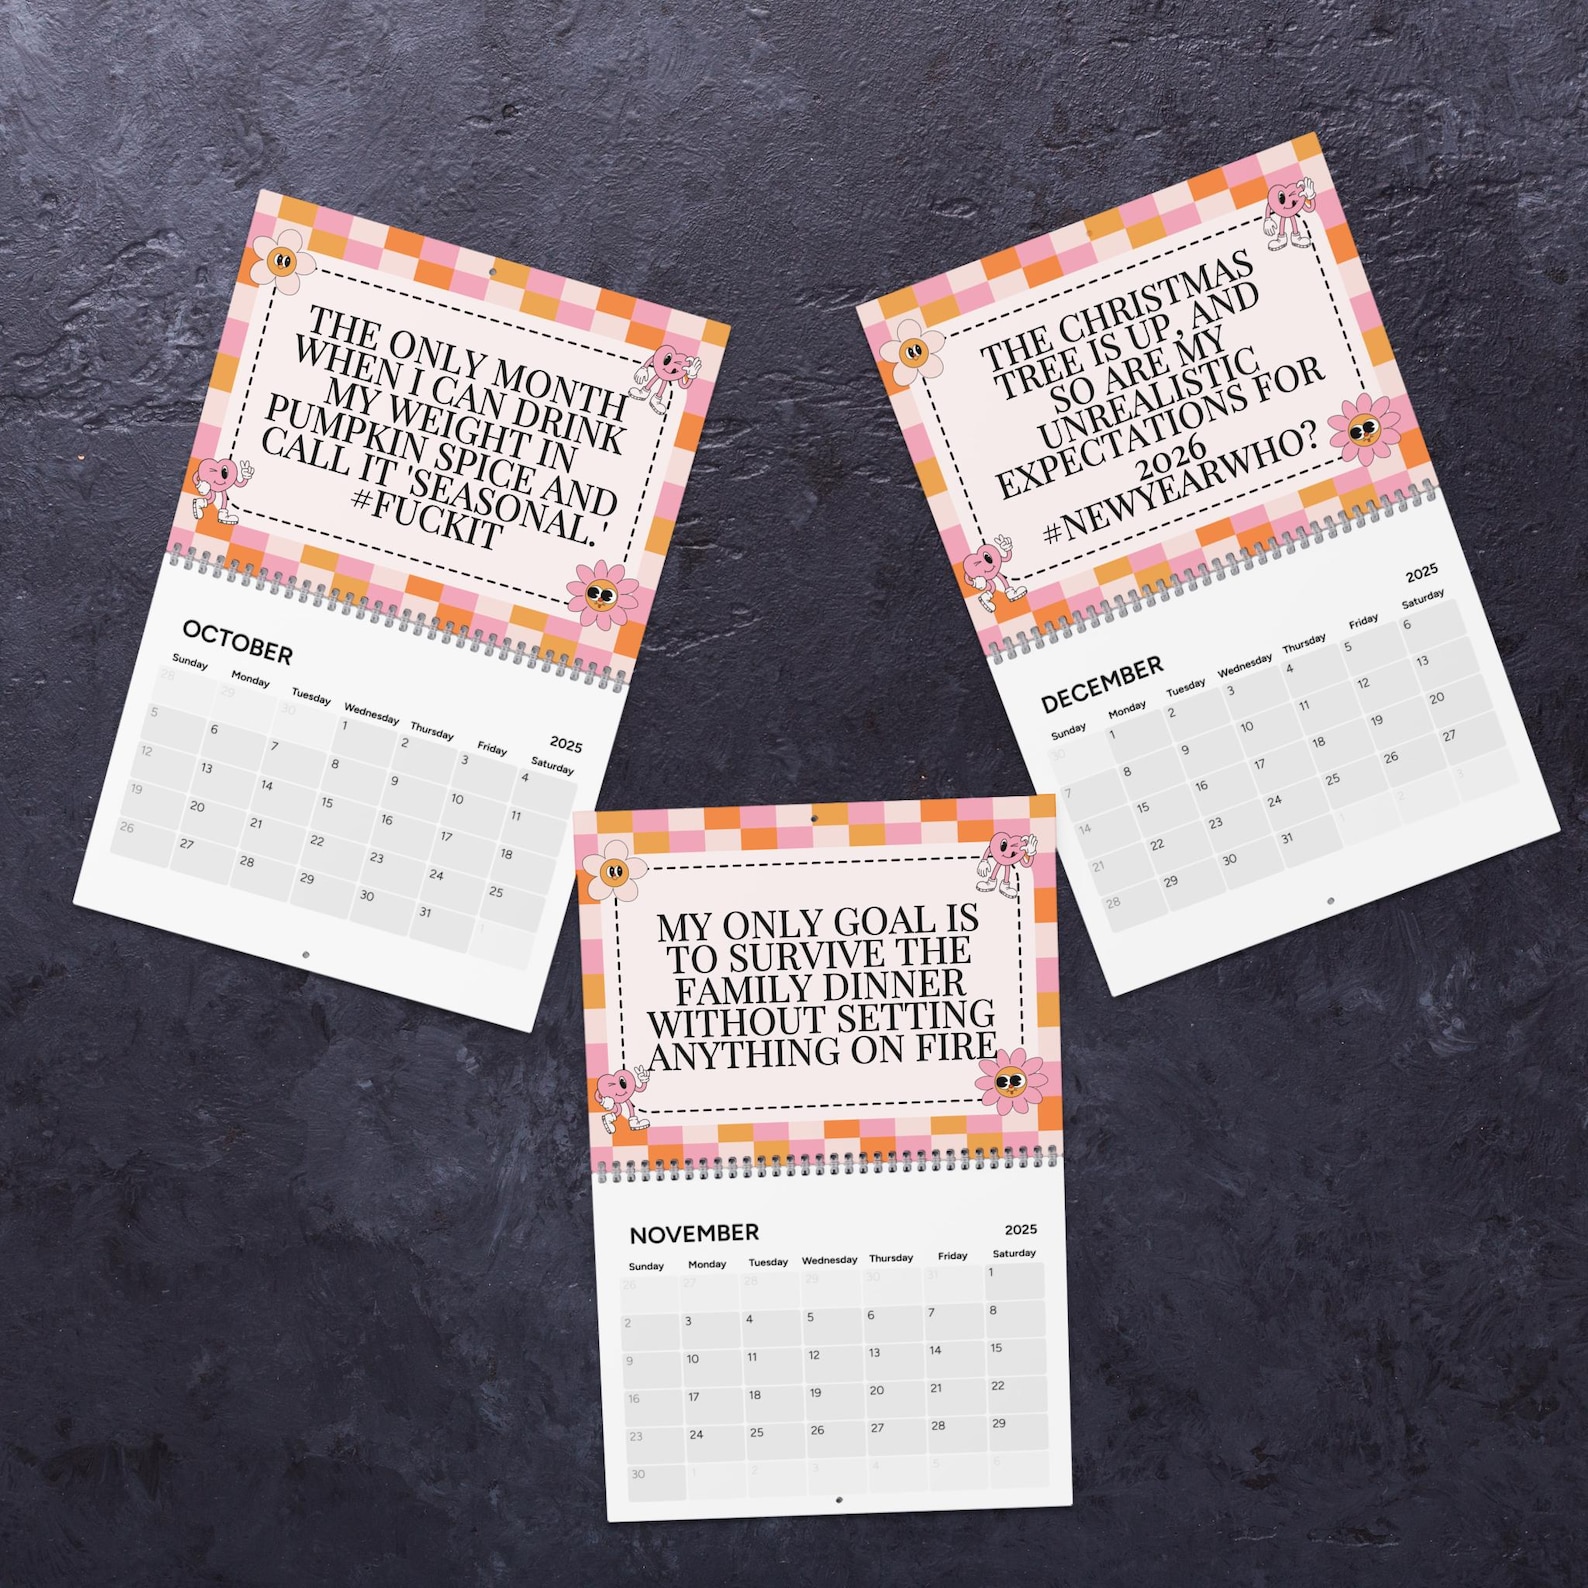 THE ONLY MONTH
WHEN I CAN DRINK
MY WEIGHT IN
PUMPKIN SPICE AND
CALL IT 'SEASONAL.'
#FUCKIT
OCTOBER
2025
Sunday Monday Tuesday Wednesday Thursday Friday Saturday
28 29 30 1 2 3 4
5 6 7 8 9 10 11
12 13 14 15 16 17 18
19 20 21 22 23 24 25
26 27 28 29 30 31 1
THE CHRISTMAS
TREE IS UP, AND
SO ARE MY
UNREALISTIC
EXPECTATIONS FOR
2026
#NEWYEARWHO?
DECEMBER
2025
Sunday Monday Tuesday Wednesday Thursday Friday Saturday
30 1 2 3 4 5 6
7 8 9 10 11 12 13
14 15 16 17 18 19 20
21 22 23 24 25 26 27
28 29 30 31 1 2 3
MY ONLY GOAL IS
TO SURVIVE THE
FAMILY DINNER
WITHOUT SETTING
ANYTHING ON FIRE
NOVEMBER
2025
Sunday Monday Tuesday Wednesday Thursday Friday Saturday
26 27 28 29 30 31 1
2 3 4 5 6 7 8
9 10 11 12 13 14 15
16 17 18 19 20 21 22
23 24 25 26 27 28 29
30 1 2 3 4 5 6